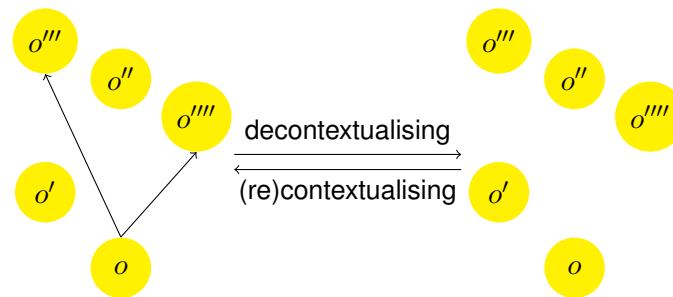 o''' o'''
o'' o''
o'''' o''''
decontextualising
(re)contextualising
o' o'
o o